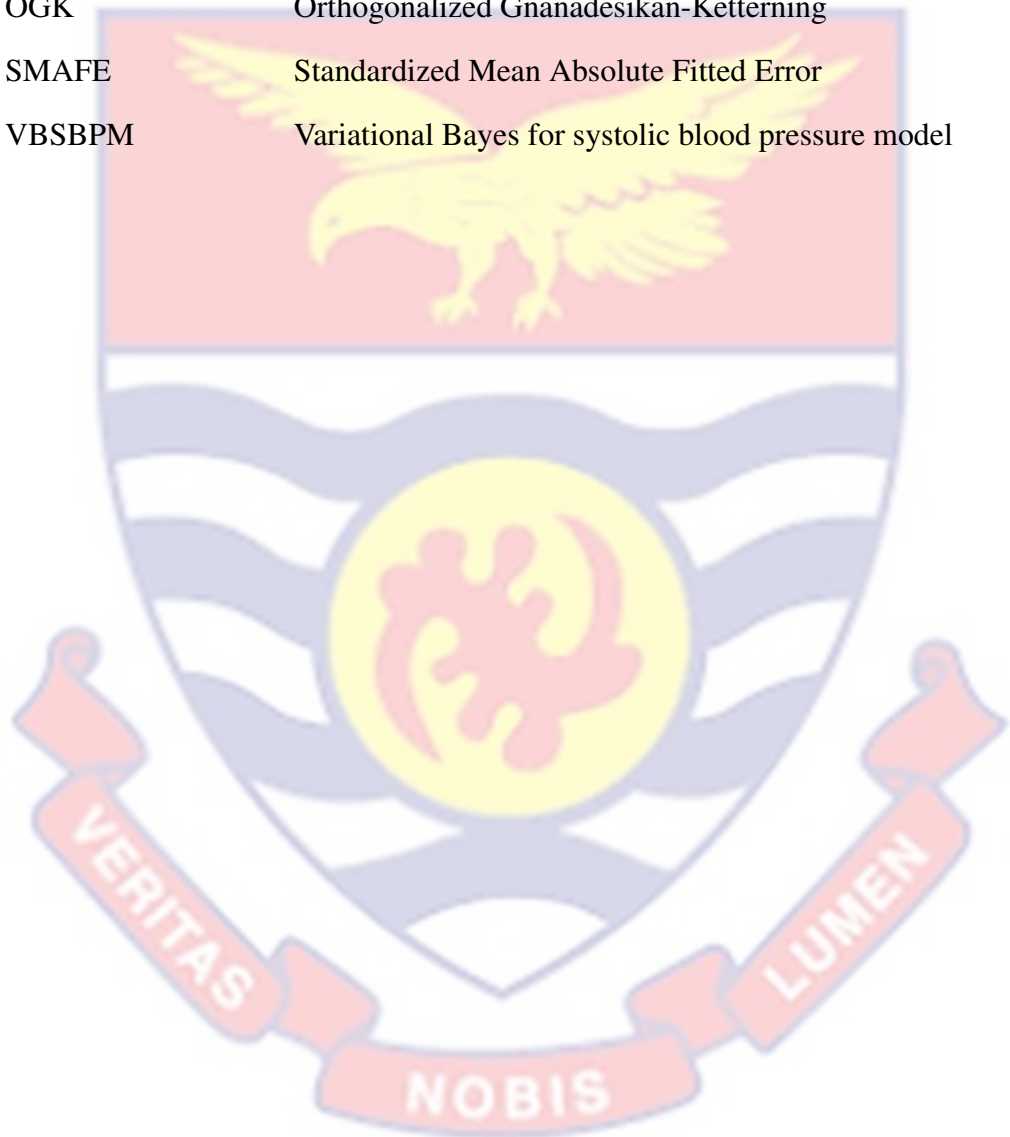 OGK Orthogonalized Gnanadesikan-Ketterning
SMAFE Standardized Mean Absolute Fitted Error
VBSBPM Variational Bayes for systolic blood pressure model
VERITAS
NOBIS
LUMEN